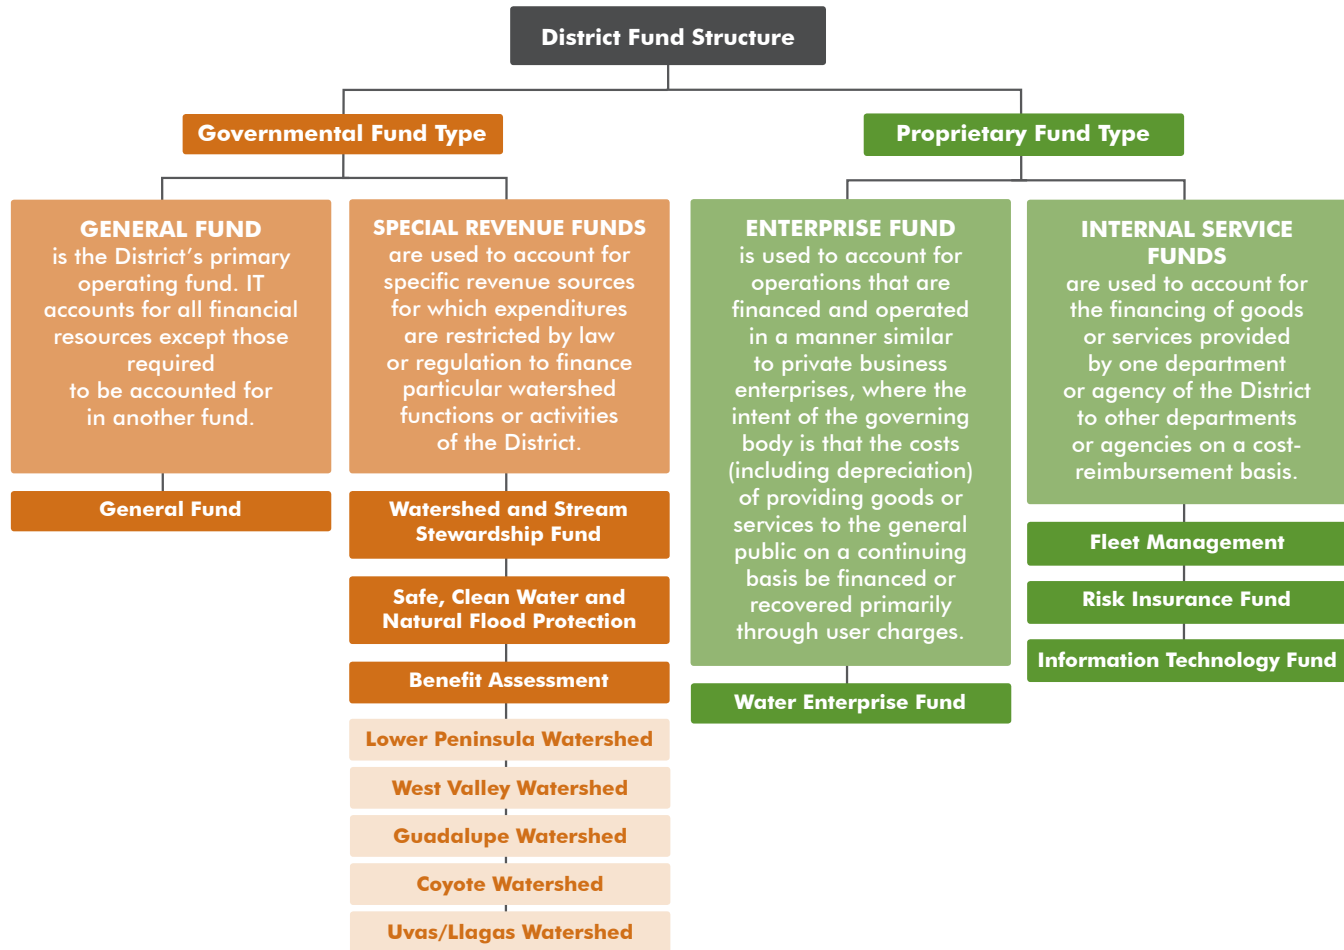 District Fund Structure
Governmental Fund Type
Proprietary Fund Type
GENERAL FUND
is the District's primary
operating fund. IT
accounts for all financial
resources except those
required
to be accounted for
in another fund.
General Fund
SPECIAL REVENUE FUNDS
are used to account for
specific revenue sources
for which expenditures
are restricted by law
or regulation to finance
particular watershed
functions or activities
of the District.
Watershed and Stream
Stewardship Fund
Safe, Clean Water and
Natural Flood Protection
Benefit Assessment
Lower Peninsula Watershed
West Valley Watershed
Guadalupe Watershed
Coyote Watershed
Uvas/Llagas Watershed
ENTERPRISE FUND
is used to account for
operations that are
financed and operated
in a manner similar
to private business
enterprises, where the
intent of the governing
body is that the costs
(including depreciation)
of providing goods or
services to the general
public on a continuing
basis be financed or
recovered primarily
through user charges.
Water Enterprise Fund
INTERNAL SERVICE
FUNDS
are used to account for
the financing of goods
or services provided
by one department
or agency of the District
to other departments
or agencies on a cost-
reimbursement basis.
Fleet Management
Risk Insurance Fund
Information Technology Fund